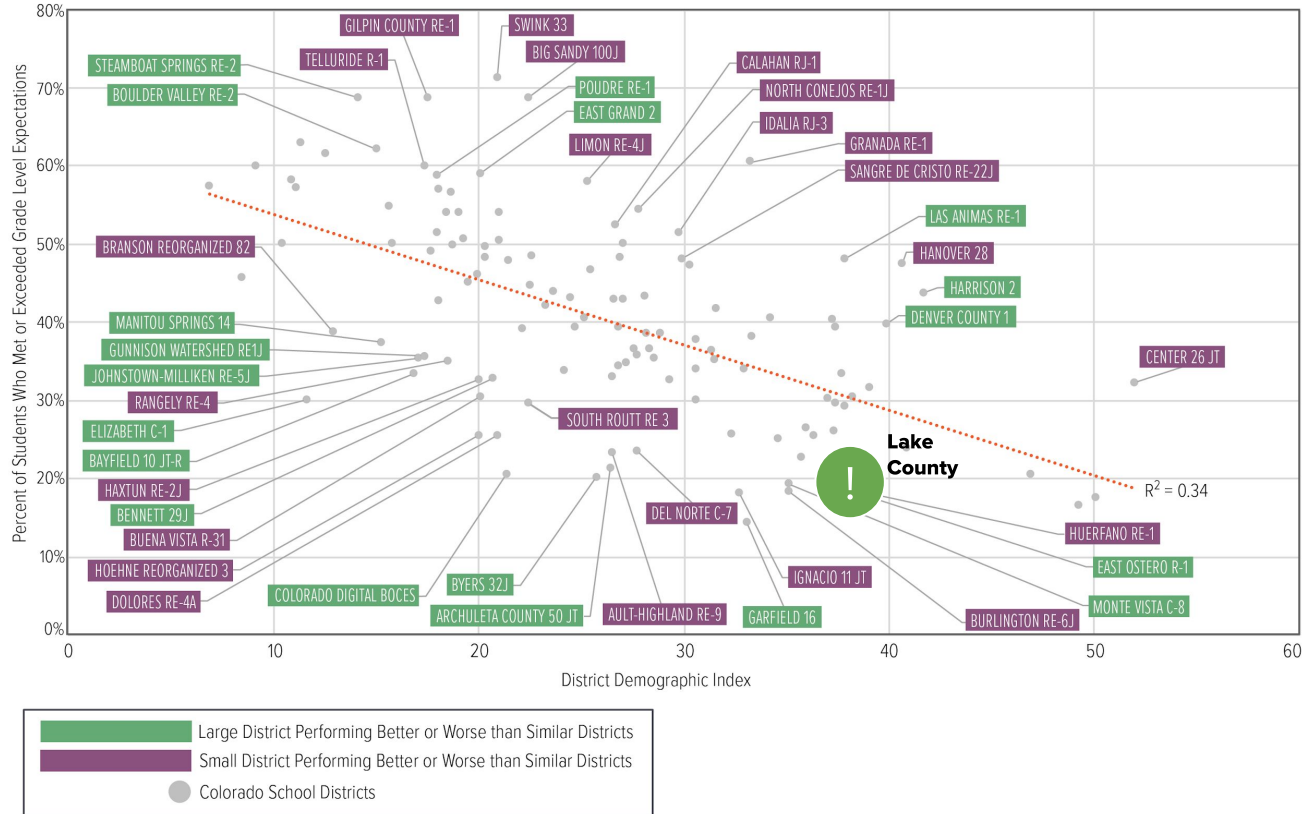 80%
GILPIN COUNTY RE-1
SWINK 33
BIG SANDY 100J
TELLURIDE R-1
STEAMBOAT SPRINGS RE-2
CALAHAN RJ-1
70%
POUDRE RE-1
NORTH CONEJOS RE-1J
BOULDER VALLEY RE-2
EAST GRAND 2
IDALIA RJ-3
LIMON RE-4J
GRANADA RE-1
60%
SANGRE DE CRISTO RE-22J
LAS ANIMAS RE-1
50%
BRANSON REORGANIZED 82
HANOVER 28
HARRISON 2
40%
MANITOU SPRINGS 14
DENVER COUNTY 1
GUNNISON WATERSHED RE1J
CENTER 26 JT
JOHNSTOWN-MILLIKEN RE-5J
30%
RANGELY RE-4
SOUTH ROUTT RE 3
ELIZABETH C-1
Lake
County
BAYFIELD 10 JT-R
20%
!
HAXTUN RE-2J
R² = 0.34
BENNETT 29J
DEL NORTE C-7
BUENA VISTA R-31
HUERFANO RE-1
10%
HOEHNE REORGANIZED 3
EAST OSTERO R-1
IGNACIO 11 JT
BYERS 32J
COLORADO DIGITAL BOCES
DOLORES RE-4A
MONTE VISTA C-8
ARCHULETA COUNTY 50 JT
AULT-HIGHLAND RE-9
GARFIELD 16
BURLINGTON RE-6J
0%
Percent of Students Who Met or Exceeded Grade Level Expectations
0 10 20 30 40 50 60
District Demographic Index
Large District Performing Better or Worse than Similar Districts
Small District Performing Better or Worse than Similar Districts
Colorado School Districts